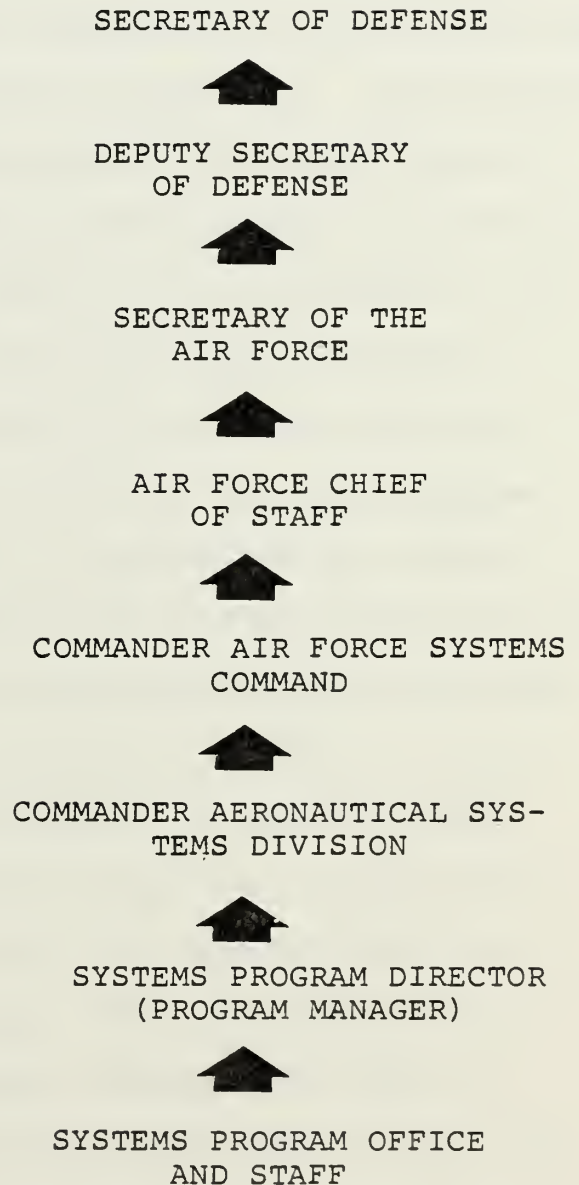 SECRETARY OF DEFENSE
DEPUTY SECRETARY
OF DEFENSE
SECRETARY OF THE
AIR FORCE
AIR FORCE CHIEF
OF STAFF
COMMANDER AIR FORCE SYSTEMS
COMMAND
COMMANDER AERONAUTICAL SYS-
TEMS DIVISION
SYSTEMS PROGRAM DIRECTOR
(PROGRAM MANAGER)
SYSTEMS PROGRAM OFFICE
AND STAFF